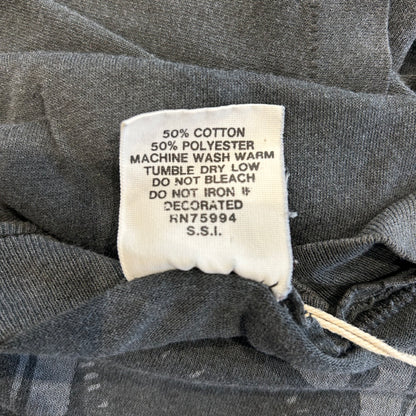 50% COTTON
50% POLYESTER
MACHINE WASH WARM
TUMBLE DRY LOW
DO NOT BLEACH
DO NOT IRON IF
DECORATED
RN75994
S.S.I.